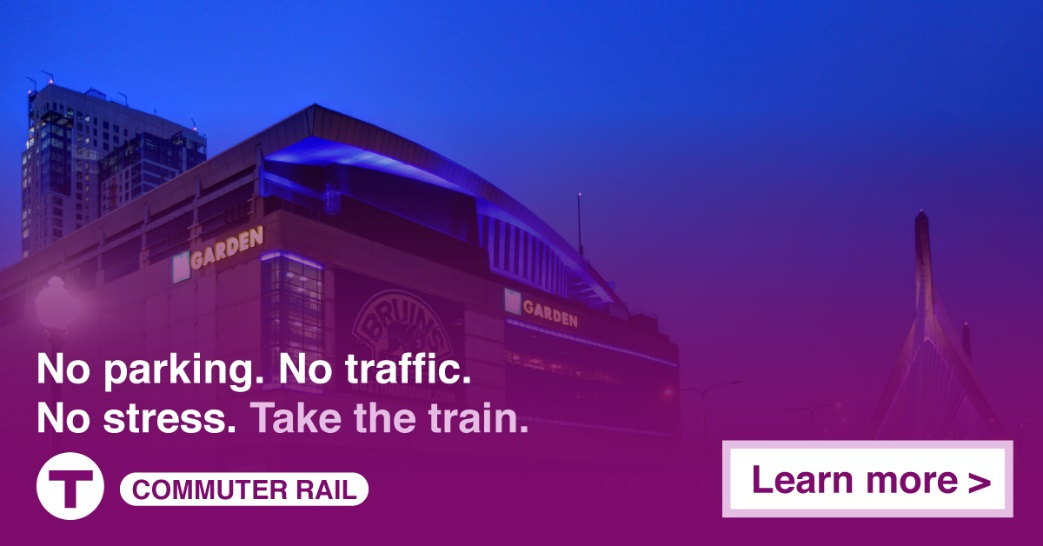 GARDEN
GARDEN
BRUINS
No parking. No traffic.
No stress. Take the train.
T COMMUTER RAIL
Learn more >